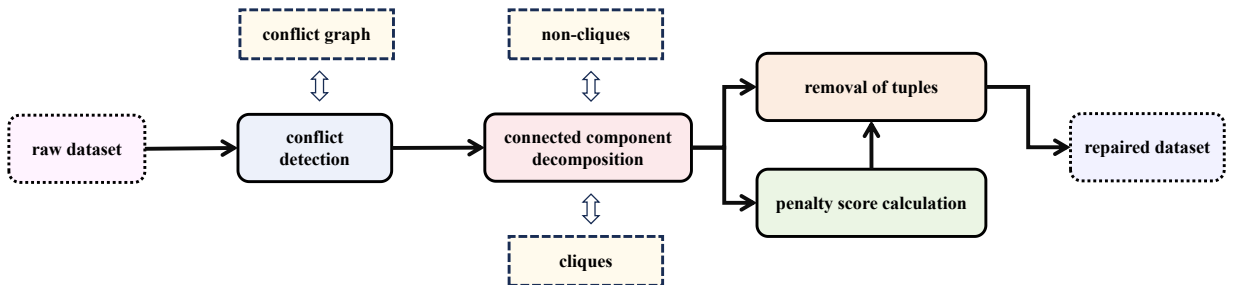 conflict graph
non-cliques
raw dataset
conflict
detection
connected component
decomposition
removal of tuples
penalty score calculation
repaired dataset
cliques